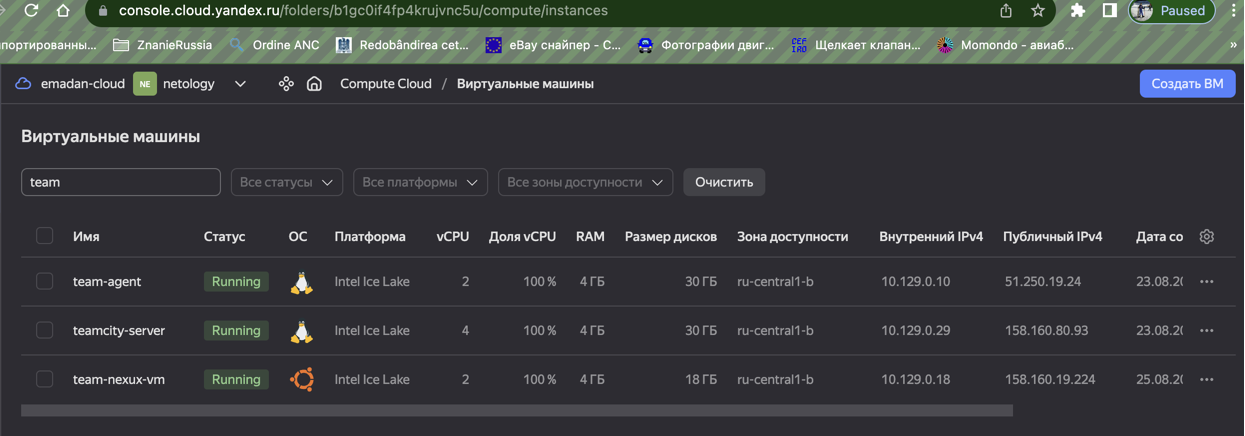 console.cloud.yandex.ru/folders/b1gc0if4fp4krujvnc5u/compute/instances Paused
портированны... ZnanieRussia Ordine ANC Redobândirea cet... eBay снайпер - C... Фотографии двиг... CEF IRO Щелкает клапан... Momondo - авиаб... »
emadan-cloud NE netology Compute Cloud / Виртуальные машины Создать ВМ
Виртуальные машины
team Все статусы Все платформы Все зоны доступности Очистить
Имя Статус ОС Платформа vCPU Доля vCPU RAM Размер дисков Зона доступности Внутренний IPv4 Публичный IPv4 Дата со
team-agent Running Intel Ice Lake 2 100 % 4 ГБ 30 ГБ ru-central1-b 10.129.0.10 51.250.19.24 23.08.20 ...
teamcity-server Running Intel Ice Lake 4 100 % 4 ГБ 30 ГБ ru-central1-b 10.129.0.29 158.160.80.93 23.08.20 ...
team-nexux-vm Running Intel Ice Lake 2 100 % 4 ГБ 18 ГБ ru-central1-b 10.129.0.18 158.160.19.224 25.08.20 ...